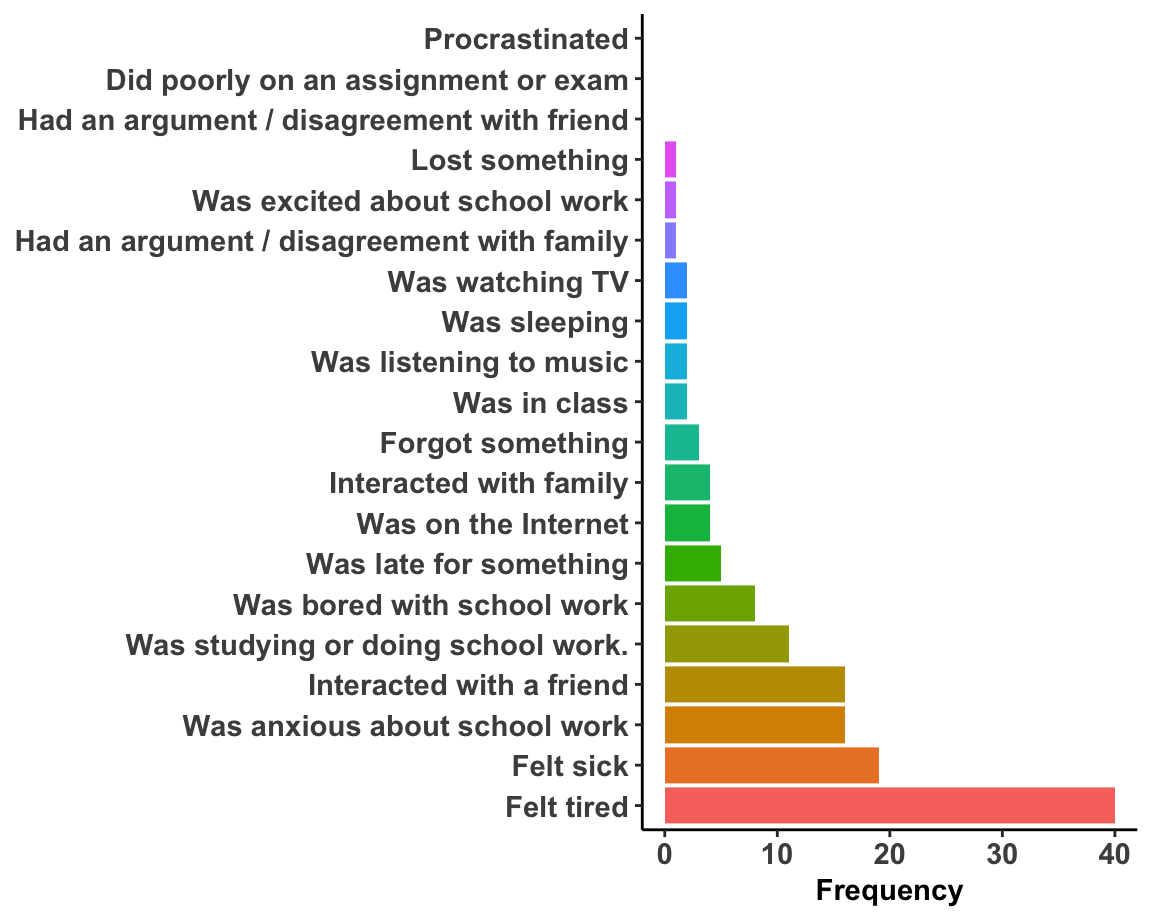 Procrastinated
Did poorly on an assignment or exam
Had an argument / disagreement with friend
Lost something
Was excited about school work
Had an argument / disagreement with family
Was watching TV
Was sleeping
Was listening to music
Was in class
Forgot something
Interacted with family
Was on the Internet
Was late for something
Was bored with school work
Was studying or doing school work.
Interacted with a friend
Was anxious about school work
Felt sick
Felt tired
0 10 20 30 40
Frequency